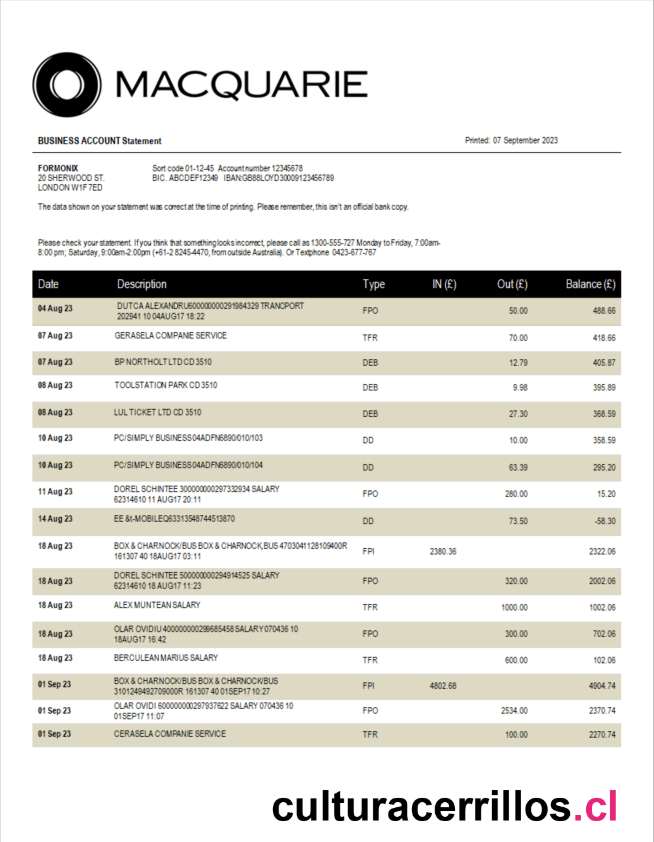 MACQUARIE
BUSINESS ACCOUNT Statement Printed: 07 September 2023
FORMONIX Sort code 01-12-45 Account number 12345678
20 SHERWOOD ST. BIC. ABCDEF12349 IBAN:GB88LOYD30009123456789
LONDON W1F 7ED
The data shown on your statement was correct at the time of printing. Please remember, this isn't an official bank copy.
Please check your statement. If you think that something looks incorrect, please call as 1300-555-727 Monday to Friday, 7:00am-
8:00 pm; Saturday, 9:00am-2:00pm (+61-2 8245-4470, from outside Australia). Or Textphone 0423-677-767
Date Description Type IN (£) Out (£) Balance (£)
04 Aug 23 DUTCA ALEXANDRU600000000291984329 TRANCPORT FPO 50.00 488.66
202941 10 04AUG17 18:22
07 Aug 23 GERASELA COMPANIE SERVICE TFR 70.00 418.66
07 Aug 23 BP NORTHOLT LTD CD 3510 DEB 12.79 405.87
08 Aug 23 TOOLSTATION PARK CD 3510 DEB 9.98 395.89
08 Aug 23 LUL TICKET LTD CD 3510 DEB 27.30 368.59
10 Aug 23 PC/SIMPLY BUSINESS04ADFN6890/010/103 DD 10.00 358.59
10 Aug 23 PC/SIMPLY BUSINESS04ADFN6890/010/104 DD 63.39 295.20
11 Aug 23 DOREL SCHINTEE 300000000297332934 SALARY FPO 280.00 15.20
62314610 11 AUG17 20:11
14 Aug 23 EE &t-MOBILEQ63313548744513870 DD 73.50 -58.30
18 Aug 23 BOX & CHARNOCK/BUS BOX & CHARNOCK,BUS 4703041128109400R FPI 2380.36 2322.06
161307 40 18AUG17 03:11
18 Aug 23 DOREL SCHINTEE 500000000294914525 SALARY FPO 320.00 2002.06
62314610 18 AUG17 11:23
18 Aug 23 ALEX MUNTEAN SALARY TFR 1000.00 1002.06
18 Aug 23 OLAR OVIDIU 400000000299685458 SALARY 070436 10 FPO 300.00 702.06
18AUG17 16:42
18 Aug 23 BERCULEAN MARIUS SALARY TFR 600.00 102.06
01 Sep 23 BOX & CHARNOCK/BUS BOX & CHARNOCK/BUS FPI 4802.68 4904.74
3101249492709000R 161307 40 01SEP17 10:27
01 Sep 23 OLAR OVIDI 600000000297937622 SALARY 070436 10 FPO 2534.00 2370.74
01SEP17 11:07
01 Sep 23 CERASELA COMPANIE SERVICE TFR 100.00 2270.74
culturacerrillos.cl